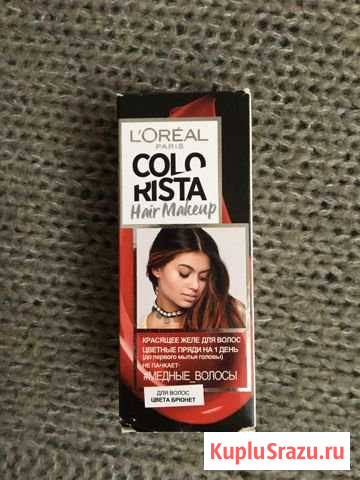 L'ORÉAL
PARIS
COLO
RISTA
Hair Makeup
КРАСЯЩЕЕ ЖЕЛЕ ДЛЯ ВОЛОС
ЦВЕТНЫЕ ПРЯДИ НА 1 ДЕНЬ
(до первого мытья головы)
НЕ ПАЧКАЕТ
#МЕДНЫЕ_ВОЛОСЫ
ДЛЯ ВОЛОС
ЦВЕТА БРЮНЕТ
KupluSrazu.ru